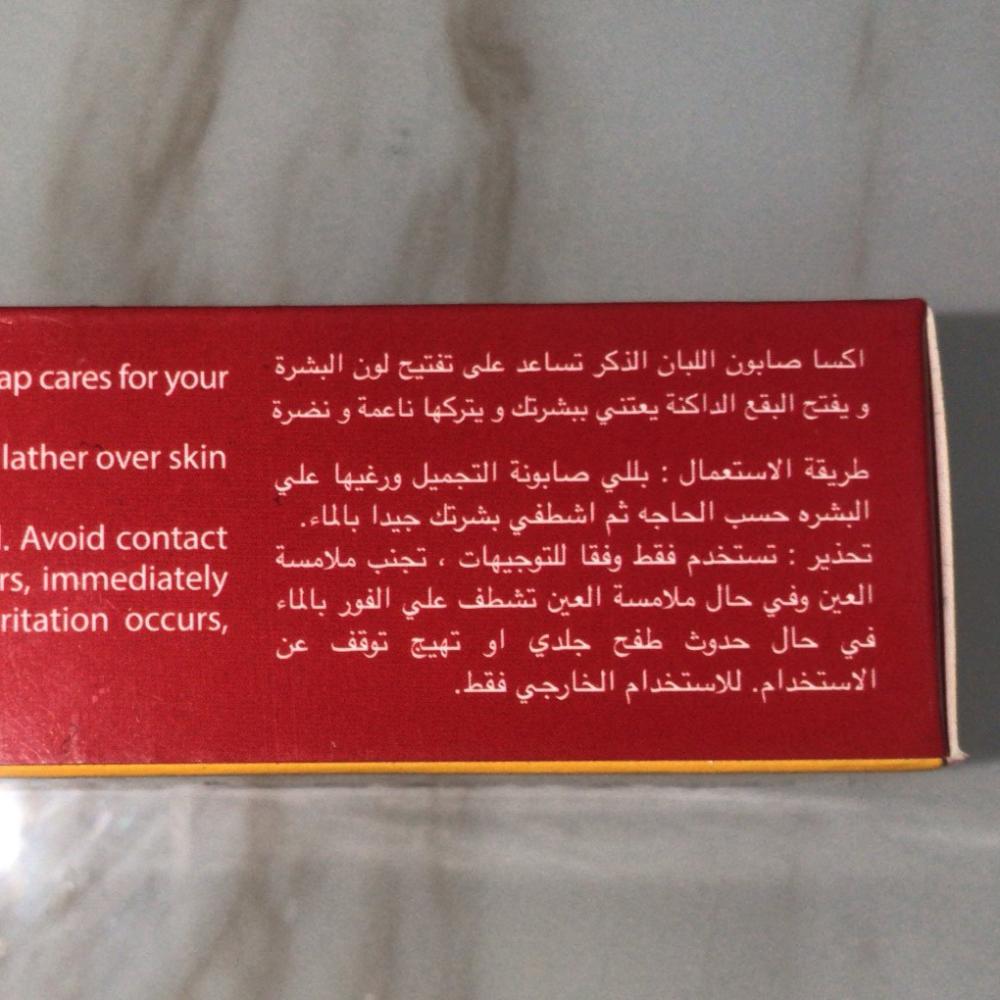 ap cares for your
lather over skin
. Avoid contact
rs, immediately
ritation occurs,
اكسا صابون اللبان الذكر تساعد على تفتيح لون البشرة
و يفتح البقع الداكنة يعتني ببشرتك و يتركها ناعمة و نضرة
طريقة الاستعمال : بللي صابونة التجميل ورغيها علي
البشره حسب الحاجه ثم اشطفي بشرتك جيدا بالماء.
تحذير : تستخدم فقط وفقا للتوجيهات ، تجنب ملامسة
العين وفي حال ملامسة العين تشطف علي الفور بالماء
في حال حدوث طفح جلدي او تهيج توقف عن
الاستخدام. للاستخدام الخارجي فقط.